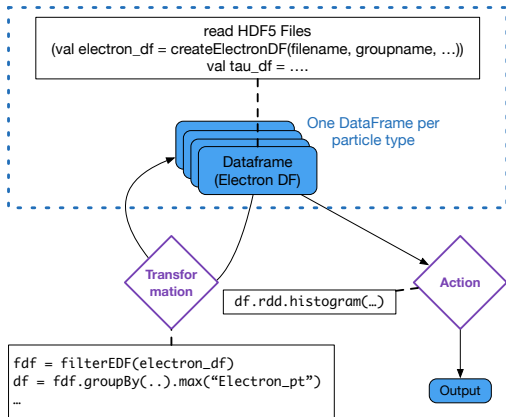 read HDF5 Files
(val electron_df = createElectronDF(filename, groupname, …))
val tau_df = ….
One DataFrame per
particle type
Dataframe
(Electron DF)
Transfor
mation
Action
df.rdd.histogram(…)
fdf = filterEDF(electron_df)
df = fdf.groupBy(..).max(“Electron_pt”)
…
Output